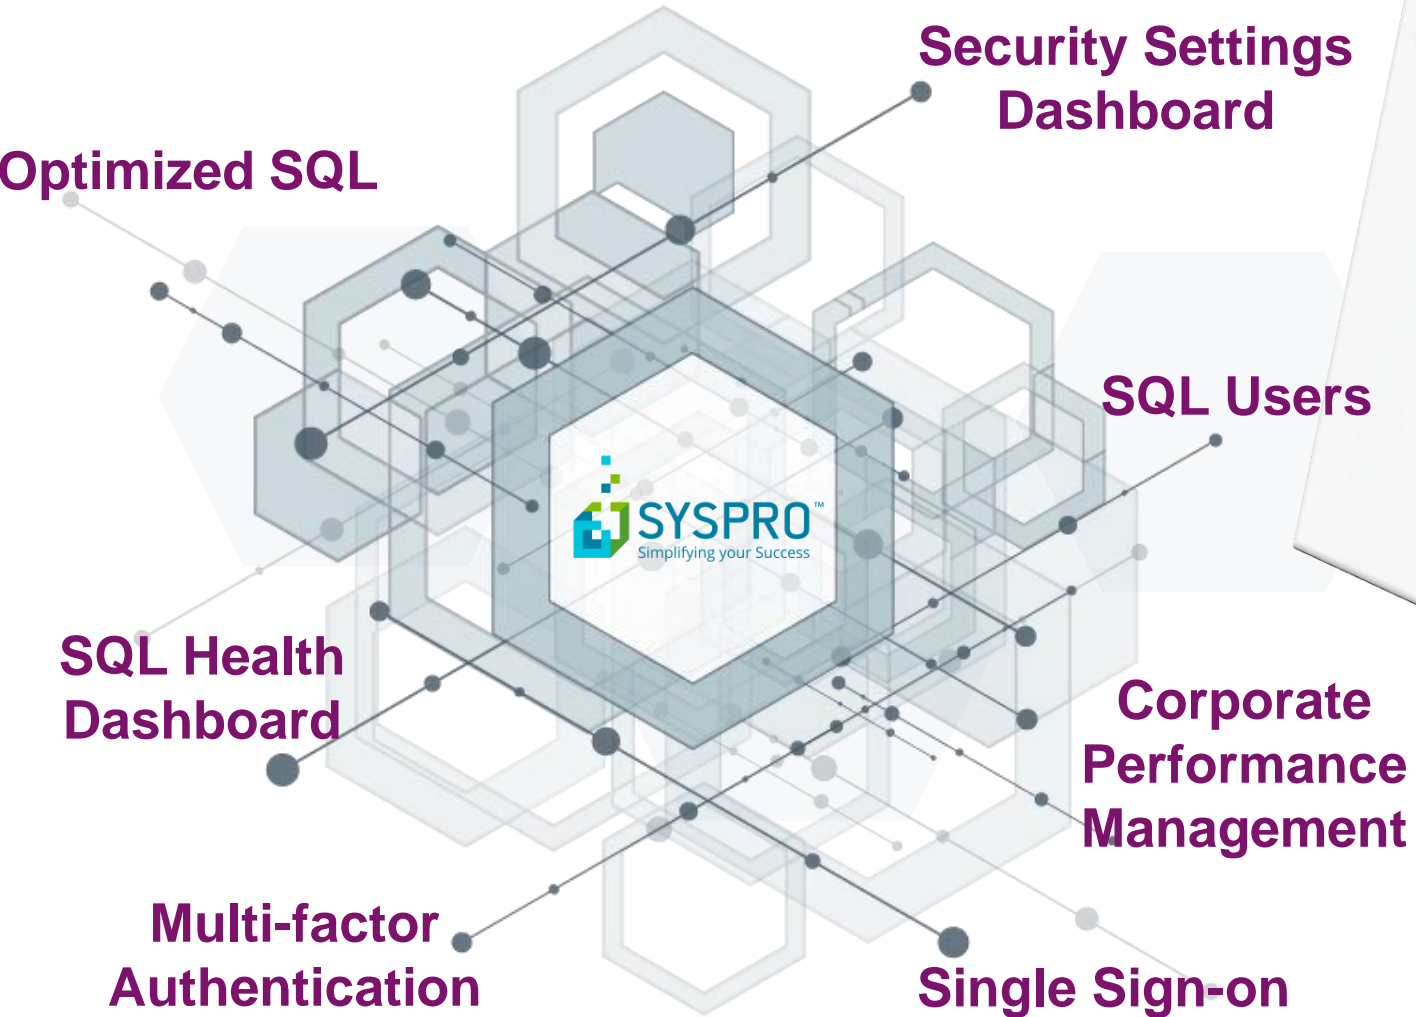 Security Settings
Dashboard
Optimized SQL
SQL Users
SYSPRO™
Simplifying your Success
SQL Health
Dashboard
Corporate
Performance
Management
Multi-factor
Authentication
Single Sign-on